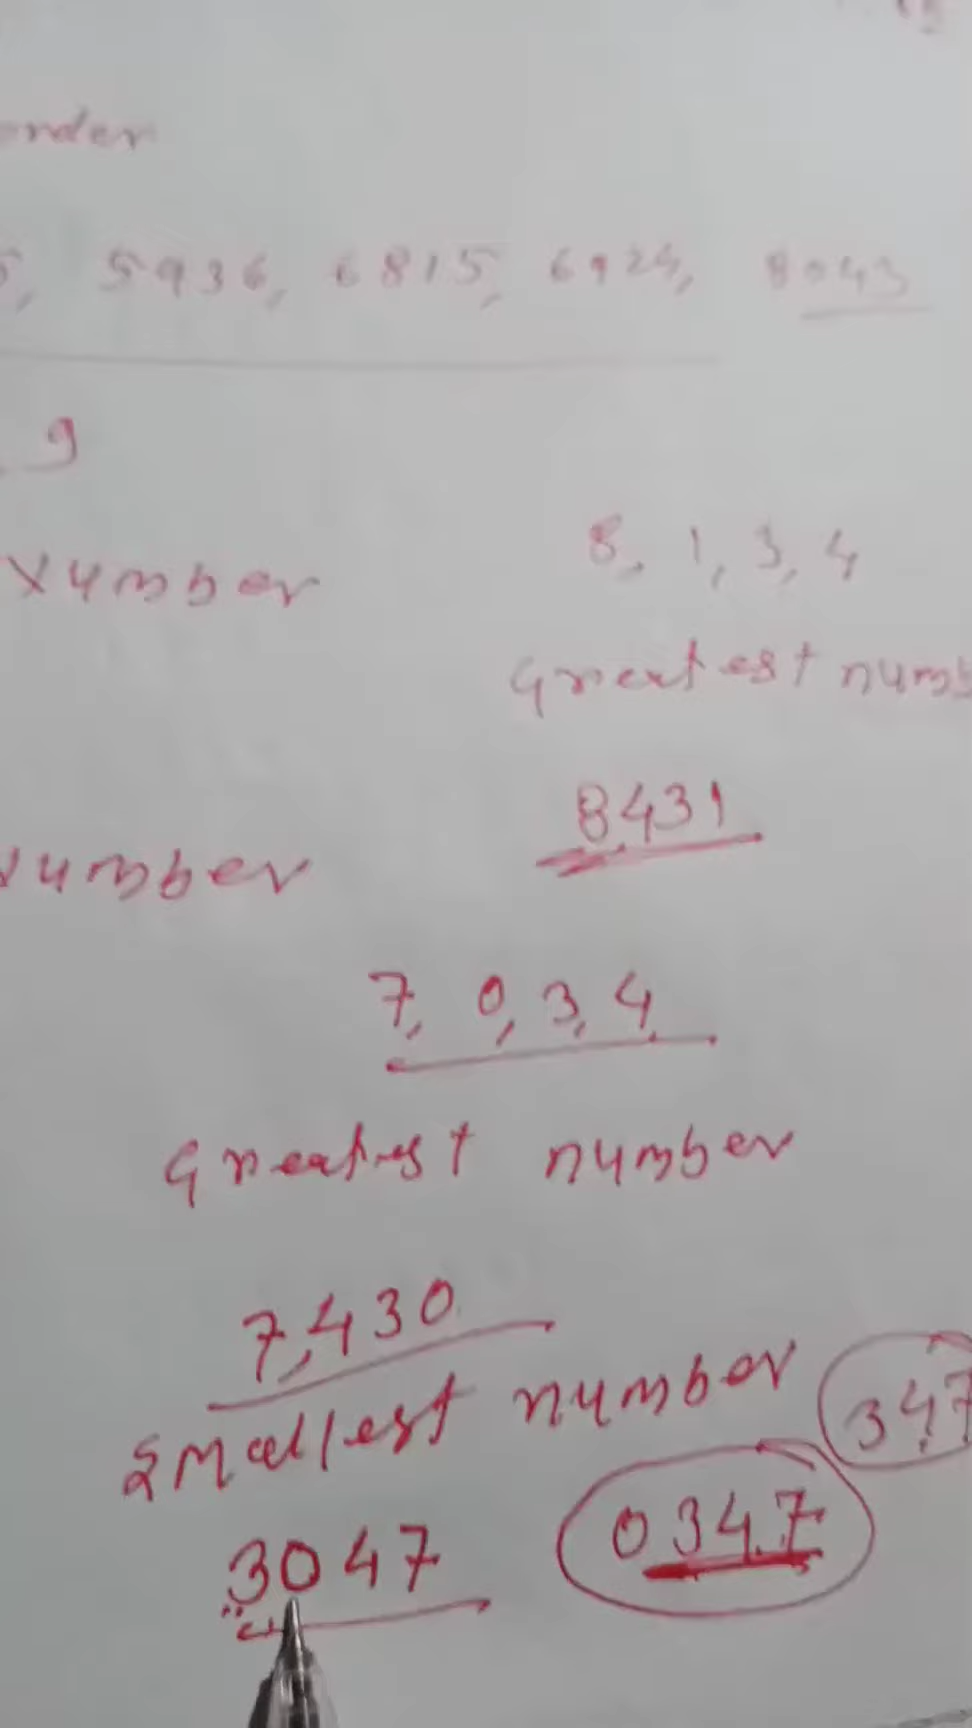 order
5, 5936, 6815, 6924, 8043
9
Number
8, 1, 3, 4
Greatest numb
8431
Number
7, 0, 3, 4
Greatest number
7,430
Smallest number
347
3047
0347